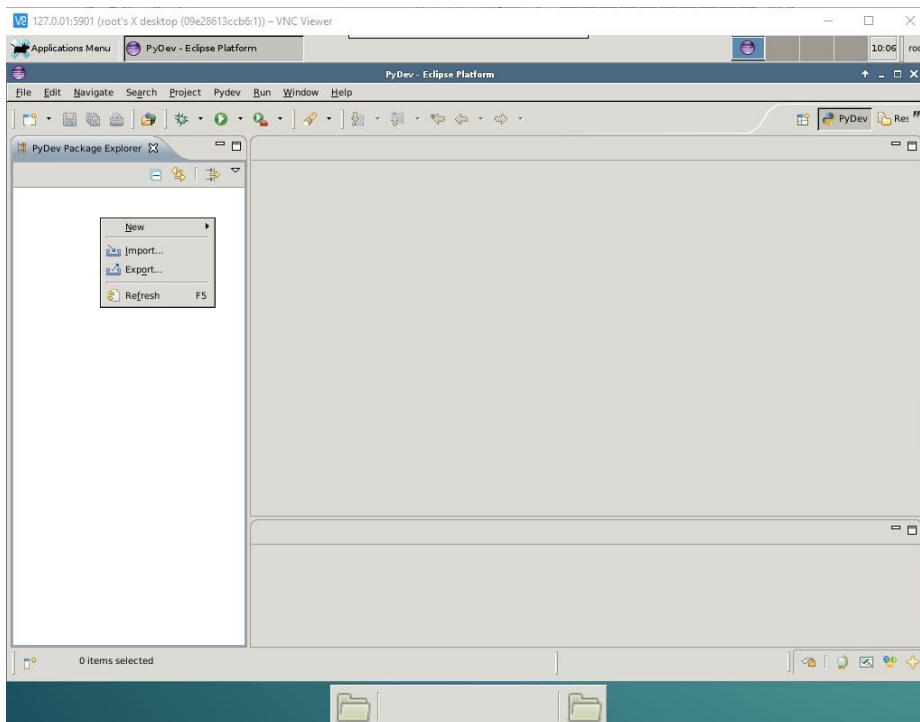 127.0.01:5901 (root's X desktop (09e28613ccb6:1)) – VNC Viewer
Applications Menu PyDev - Eclipse Platform 10:06 roo
PyDev - Eclipse Platform
File Edit Navigate Search Project Pydev Run Window Help
PyDev Res
PyDev Package Explorer
New
Import...
Export...
Refresh F5
0 items selected